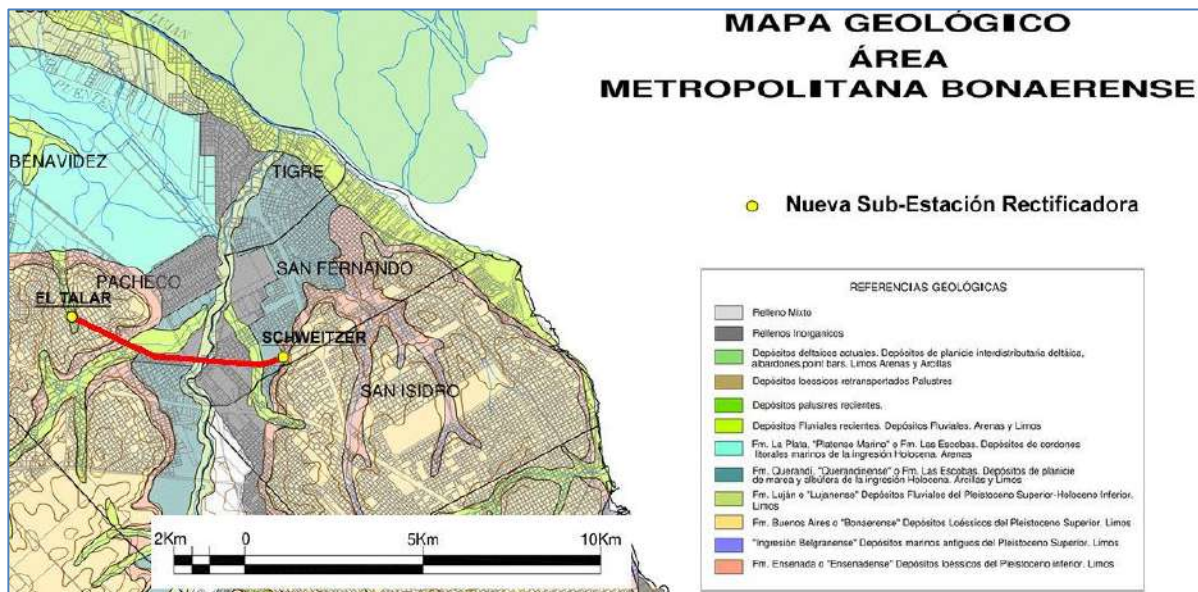 MAPA GEOLÓGICO
ÁREA
METROPOLITANA BONAERENSE
BENAVIDEZ
TIGRE
PACHECO
SAN FERNANDO
EL TALAR
SCHWEITZER
SAN ISIDRO
Nueva Sub-Estación Rectificadora
REFERENCIAS GEOLÓGICAS
Relleno Mixto
Rellenos Inorganicos
Depósitos deltaicos actuales. Depósitos de planicie interdistributaria deltáica,
albardones, point bars. Limos Arenas y Arcillas
Depósitos loessicos retransportados Palustres
Depósitos palustres recientes.
Depósitos Fluviales recientes. Depósitos Fluviales. Arenas y Limos
Fm. La Plata, "Platense Marino" o Fm. Las Escobas. Depósitos de cordones
litorales marinos de la ingresión Holocena. Arenas
Fm. Querandí, "Querandinense" o Fm. Las Escobas. Depósitos de planicie
de marea y albúfera de la ingresión Holocena. Arcillas y Limos
Fm. Luján o "Lujanense" Depósitos Fluviales del Pleistoceno Superior-Holoceno Inferior.
Limos
Fm. Buenos Aires o "Bonaerense" Depósitos Loéssicos del Pleistoceno Superior. Limos
"Ingresión Belgranense" Depósitos marinos antiguos del Pleistoceno Superior. Limos
Fm. Ensenada o "Ensenadense" Depósitos loéssicos del Pleistoceno inferior. Limos
2Km 0 5Km 10Km